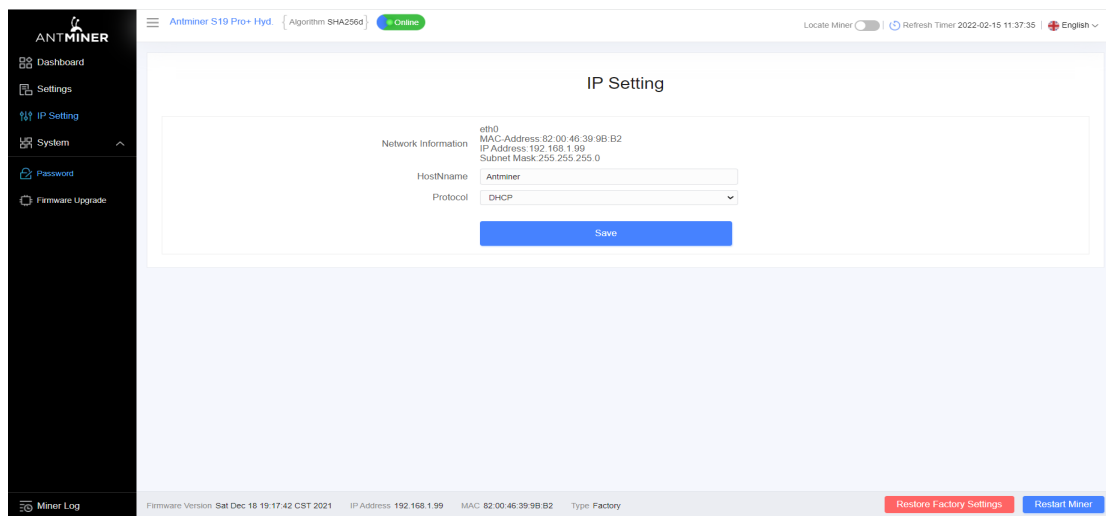 ANTMINER
Antminer S19 Pro+ Hyd. { Algorithm SHA256d } Online
Locate Miner | Refresh Timer 2022-02-15 11:37:35 | English
Dashboard
Settings
IP Setting
System
Password
Firmware Upgrade
IP Setting
Network Information
eth0
MAC-Address:82:00:46:39:9B:B2
IP Address:192.168.1.99
Subnet Mask:255.255.255.0
HostNname Antminer
Protocol DHCP
Save
Miner Log
Firmware Version Sat Dec 18 19:17:42 CST 2021 IP Address 192.168.1.99 MAC 82:00:46:39:9B:B2 Type Factory
Restore Factory Settings Restart Miner